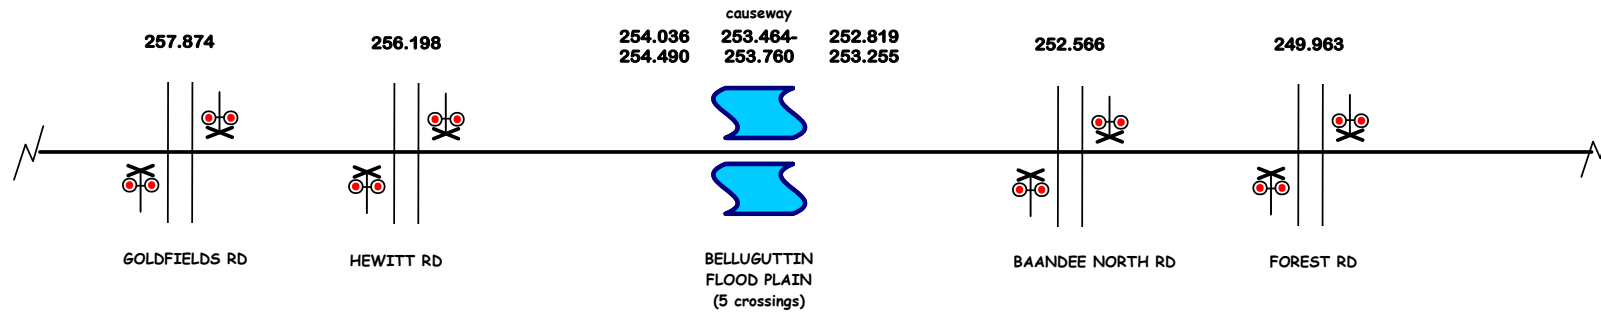 causeway
257.874
256.198
254.036 253.464- 252.819
254.490 253.760 253.255
252.566
249.963
GOLDFIELDS RD
HEWITT RD
BELLUGUTTIN
FLOOD PLAIN
(5 crossings)
BAANDEE NORTH RD
FOREST RD